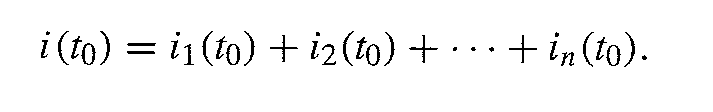 i(t₀) = i₁(t₀) + i₂(t₀) + ⋯ + iₙ(t₀).